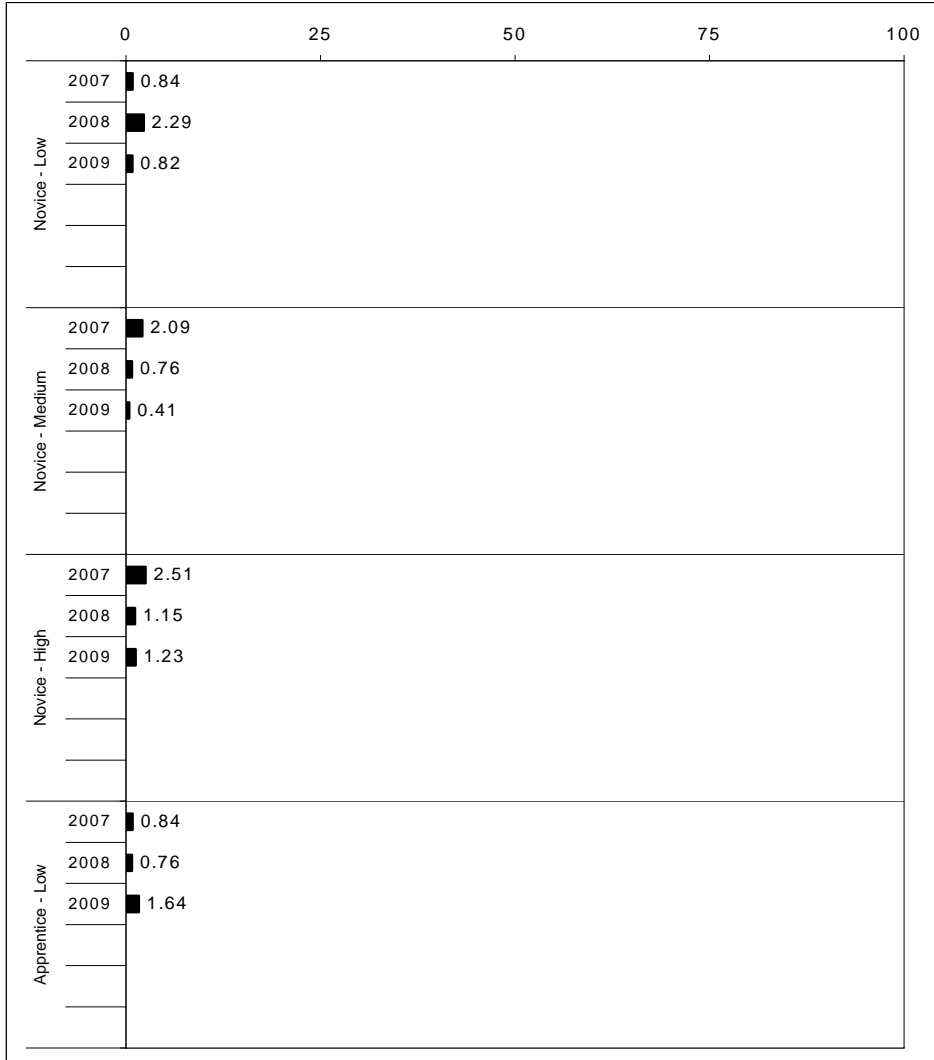 0 25 50 75 100
Novice - Low
2007 0.84
2008 2.29
2009 0.82
Novice - Medium
2007 2.09
2008 0.76
2009 0.41
Novice - High
2007 2.51
2008 1.15
2009 1.23
Apprentice - Low
2007 0.84
2008 0.76
2009 1.64